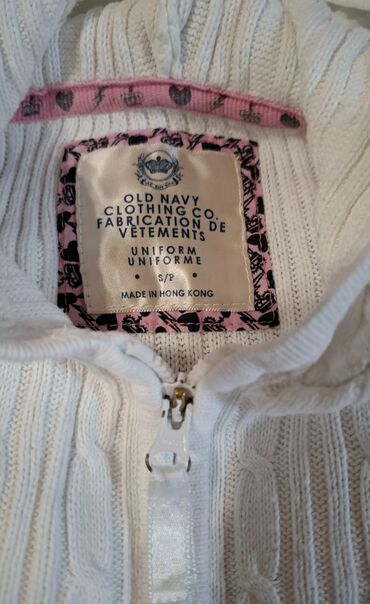 OLD NAVY
CLOTHING CO.
FABRICATION DE
VÊTEMENTS
UNIFORM
UNIFORME
• S/P •
MADE IN HONG KONG